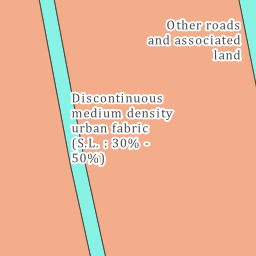 Other roads
and associated
land
Discontinuous
medium density
urban fabric
(S.L. : 30% -
50%)